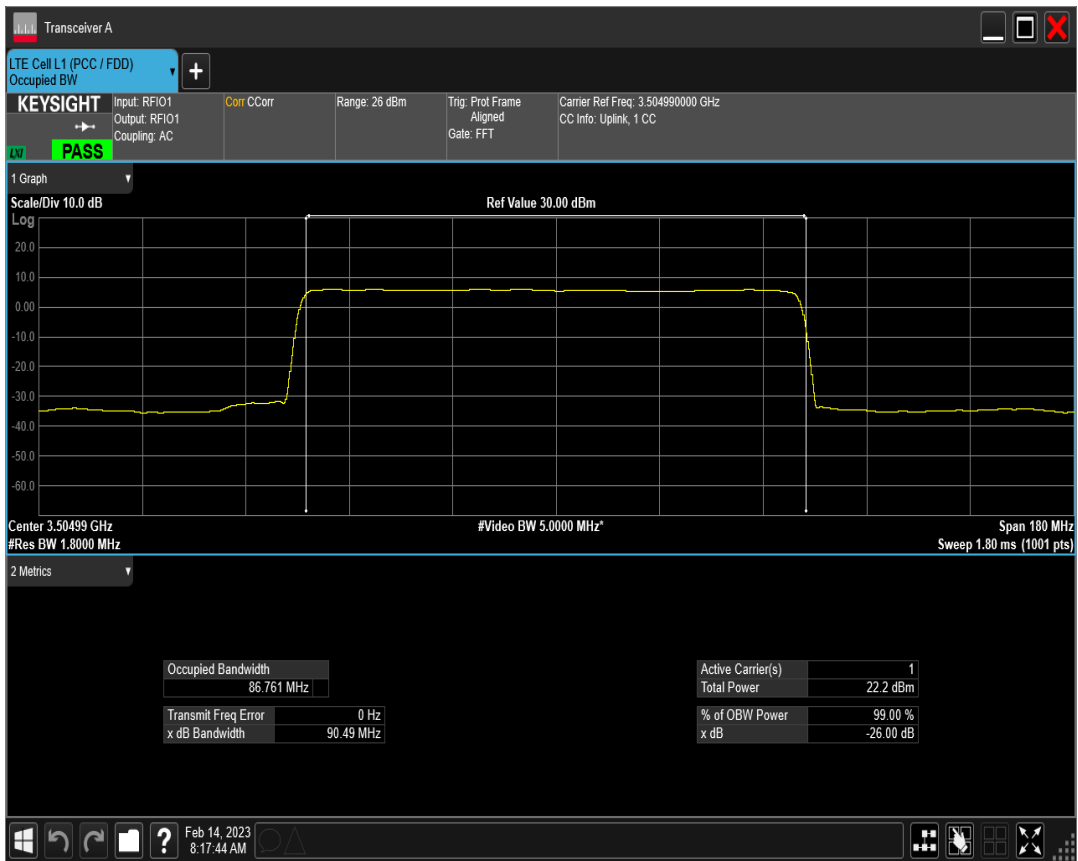 Transceiver A
LTE Cell L1 (PCC / FDD)
Occupied BW
KEYSIGHT
LXI
PASS
Input: RFIO1
Output: RFIO1
Coupling: AC
Corr CCorr
Range: 26 dBm
Trig: Prot Frame
Aligned
Gate: FFT
Carrier Ref Freq: 3.504990000 GHz
CC Info: Uplink, 1 CC
1 Graph
Scale/Div 10.0 dB
Ref Value 30.00 dBm
Log
20.0
10.0
0.00
-10.0
-20.0
-30.0
-40.0
-50.0
-60.0
Center 3.50499 GHz
#Video BW 5.0000 MHz*
Span 180 MHz
#Res BW 1.8000 MHz
Sweep 1.80 ms (1001 pts)
2 Metrics
Occupied Bandwidth
86.761 MHz
Transmit Freq Error 0 Hz
x dB Bandwidth 90.49 MHz
Active Carrier(s) 1
Total Power 22.2 dBm
% of OBW Power 99.00 %
x dB -26.00 dB
Feb 14, 2023
8:17:44 AM